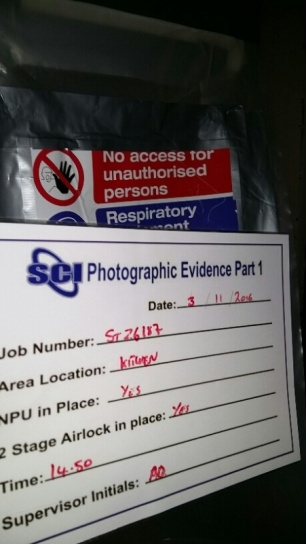 No access for
unauthorised
persons
Respiratory
SCI Photographic Evidence Part 1
Date: 3 / 11 / 2016
Job Number: ST26187
Area Location: Kitchen
NPU in Place: Yes
2 Stage Airlock in place: Yes
Time: 14.50
Supervisor Initials: